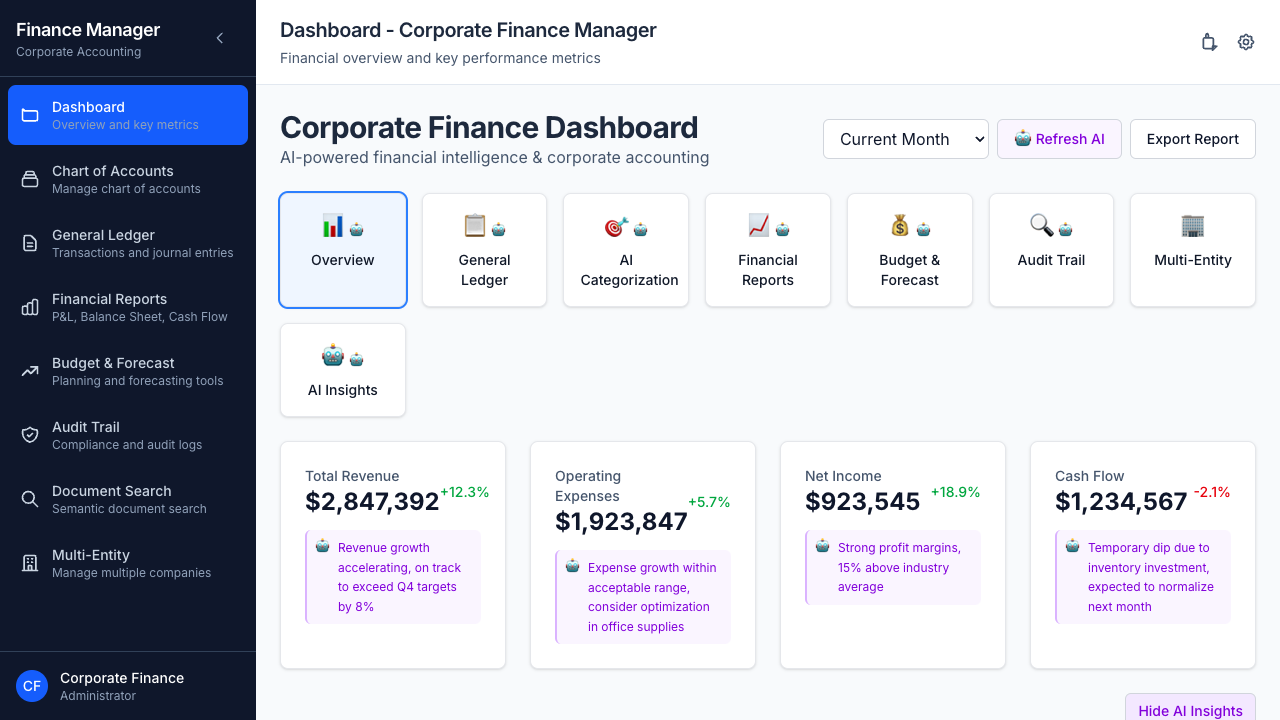 Finance Manager
Corporate Accounting
Dashboard
Overview and key metrics
Chart of Accounts
Manage chart of accounts
General Ledger
Transactions and journal entries
Financial Reports
P&L, Balance Sheet, Cash Flow
Budget & Forecast
Planning and forecasting tools
Audit Trail
Compliance and audit logs
Document Search
Semantic document search
Multi-Entity
Manage multiple companies
CF
Corporate Finance
Administrator
Dashboard - Corporate Finance Manager
Financial overview and key performance metrics
Corporate Finance Dashboard
AI-powered financial intelligence & corporate accounting
Current Month
Refresh AI
Export Report
Overview
General
Ledger
AI
Categorization
Financial
Reports
Budget &
Forecast
Audit Trail
Multi-Entity
AI Insights
Total Revenue
$2,847,392
+12.3%
Revenue growth
accelerating, on track
to exceed Q4 targets
by 8%
Operating
Expenses
$1,923,847
+5.7%
Expense growth within
acceptable range,
consider optimization
in office supplies
Net Income
$923,545
+18.9%
Strong profit margins,
15% above industry
average
Cash Flow
$1,234,567
-2.1%
Temporary dip due to
inventory investment,
expected to normalize
next month
Hide AI Insights